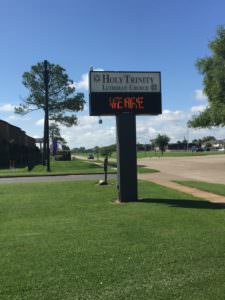 HOLY TRINITY
LUTHERAN CHURCH
WE ARE